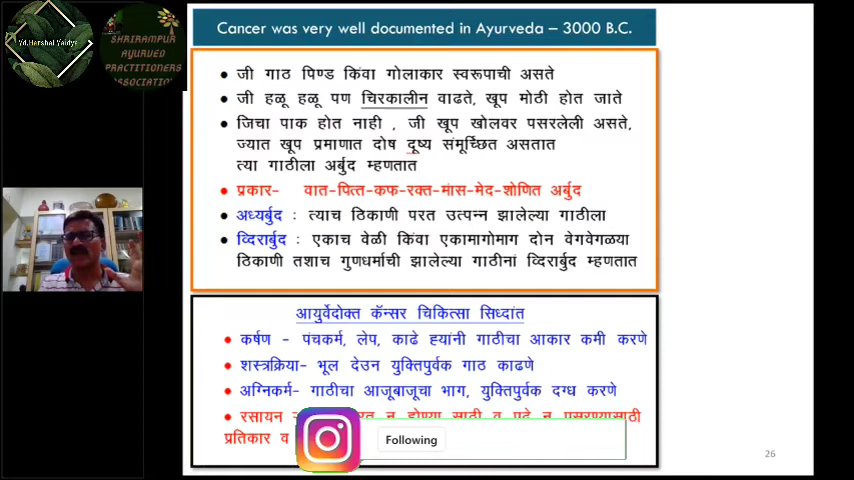 Cancer was very well documented in Ayurveda – 3000 B.C.
Yd.Harshal Vaidya
SHRIRAMPUR
AYURVED
PRACTITIONERS
ASSOCIATION
• जी गाठ पिण्ड किंवा गोलाकार स्वरूपाची असते
• जी हळू हळू पण चिरकालीन वाढते, खूप मोठी होत जाते
• जिचा पाक होत नाही , जी खूप खोलवर पसरलेली असते,
ज्यात खूप प्रमाणात दोष दूष्य संमूर्च्छित असतात
त्या गाठीला अर्बुद म्हणतात
• प्रकार- वात-पित्त-कफ-रक्त-मांस-मेद-शोणित अर्बुद
• अध्यर्बुद : त्याच ठिकाणी परत उत्पन्न झालेल्या गाठीला
• व्दिरार्बुद : एकाच वेळी किंवा एकामागोमाग दोन वेगवेगळया
ठिकाणी तशाच गुणधर्माची झालेल्या गाठीनां व्दिरार्बुद म्हणतात
आयुर्वेदोक्त कॅन्सर चिकित्सा सिध्दांत
• कर्षण – पंचकर्म, लेप, काढे ह्यांनी गाठीचा आकार कमी करणे
• शस्त्रक्रिया- भूल देउन युक्तिपुर्वक गाठ काढणे
• अग्निकर्म- गाठीचा आजूबाजूचा भाग, युक्तिपुर्वक दग्ध करणे
• रसायन न होण्या साठी व पुढे न पसरण्यासाठी
प्रतिकार व
Following
26